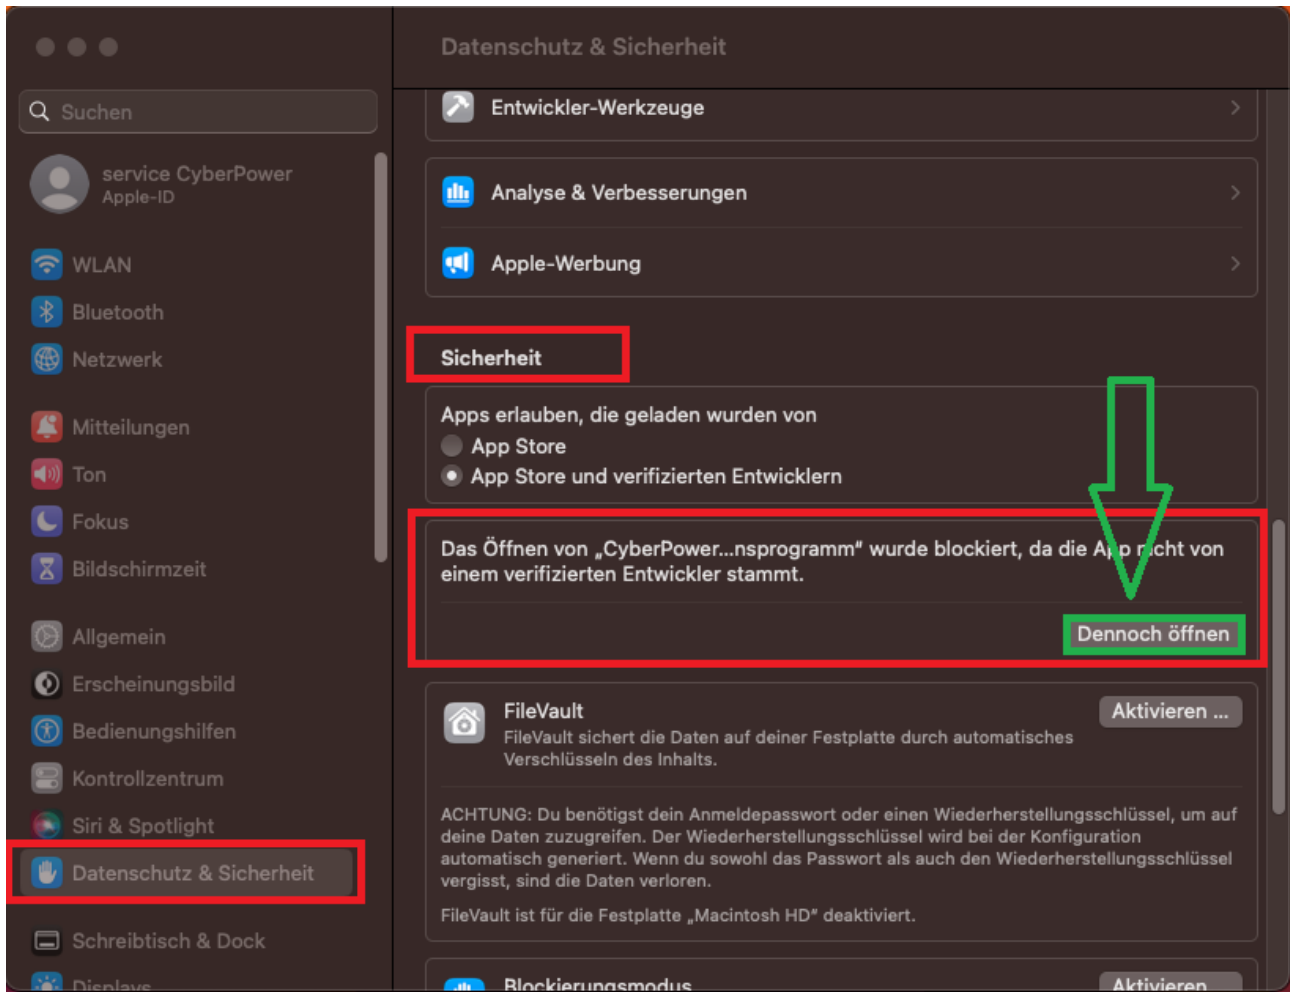 Datenschutz & Sicherheit
Suchen
service CyberPower
Apple-ID
WLAN
Bluetooth
Netzwerk
Mitteilungen
Ton
Fokus
Bildschirmzeit
Allgemein
Erscheinungsbild
Bedienungshilfen
Kontrollzentrum
Siri & Spotlight
Datenschutz & Sicherheit
Schreibtisch & Dock
Displays
Entwickler-Werkzeuge
Analyse & Verbesserungen
Apple-Werbung
Sicherheit
Apps erlauben, die geladen wurden von
App Store
App Store und verifizierten Entwicklern
Das Öffnen von „CyberPower...nsprogramm“ wurde blockiert, da die App nicht von
einem verifizierten Entwickler stammt.
Dennoch öffnen
FileVault
Aktivieren ...
FileVault sichert die Daten auf deiner Festplatte durch automatisches
Verschlüsseln des Inhalts.
ACHTUNG: Du benötigst dein Anmeldepasswort oder einen Wiederherstellungsschlüssel, um auf
deine Daten zuzugreifen. Der Wiederherstellungsschlüssel wird bei der Konfiguration
automatisch generiert. Wenn du sowohl das Passwort als auch den Wiederherstellungsschlüssel
vergisst, sind die Daten verloren.
FileVault ist für die Festplatte „Macintosh HD“ deaktiviert.
Blockierungsmodus
Aktivieren ...